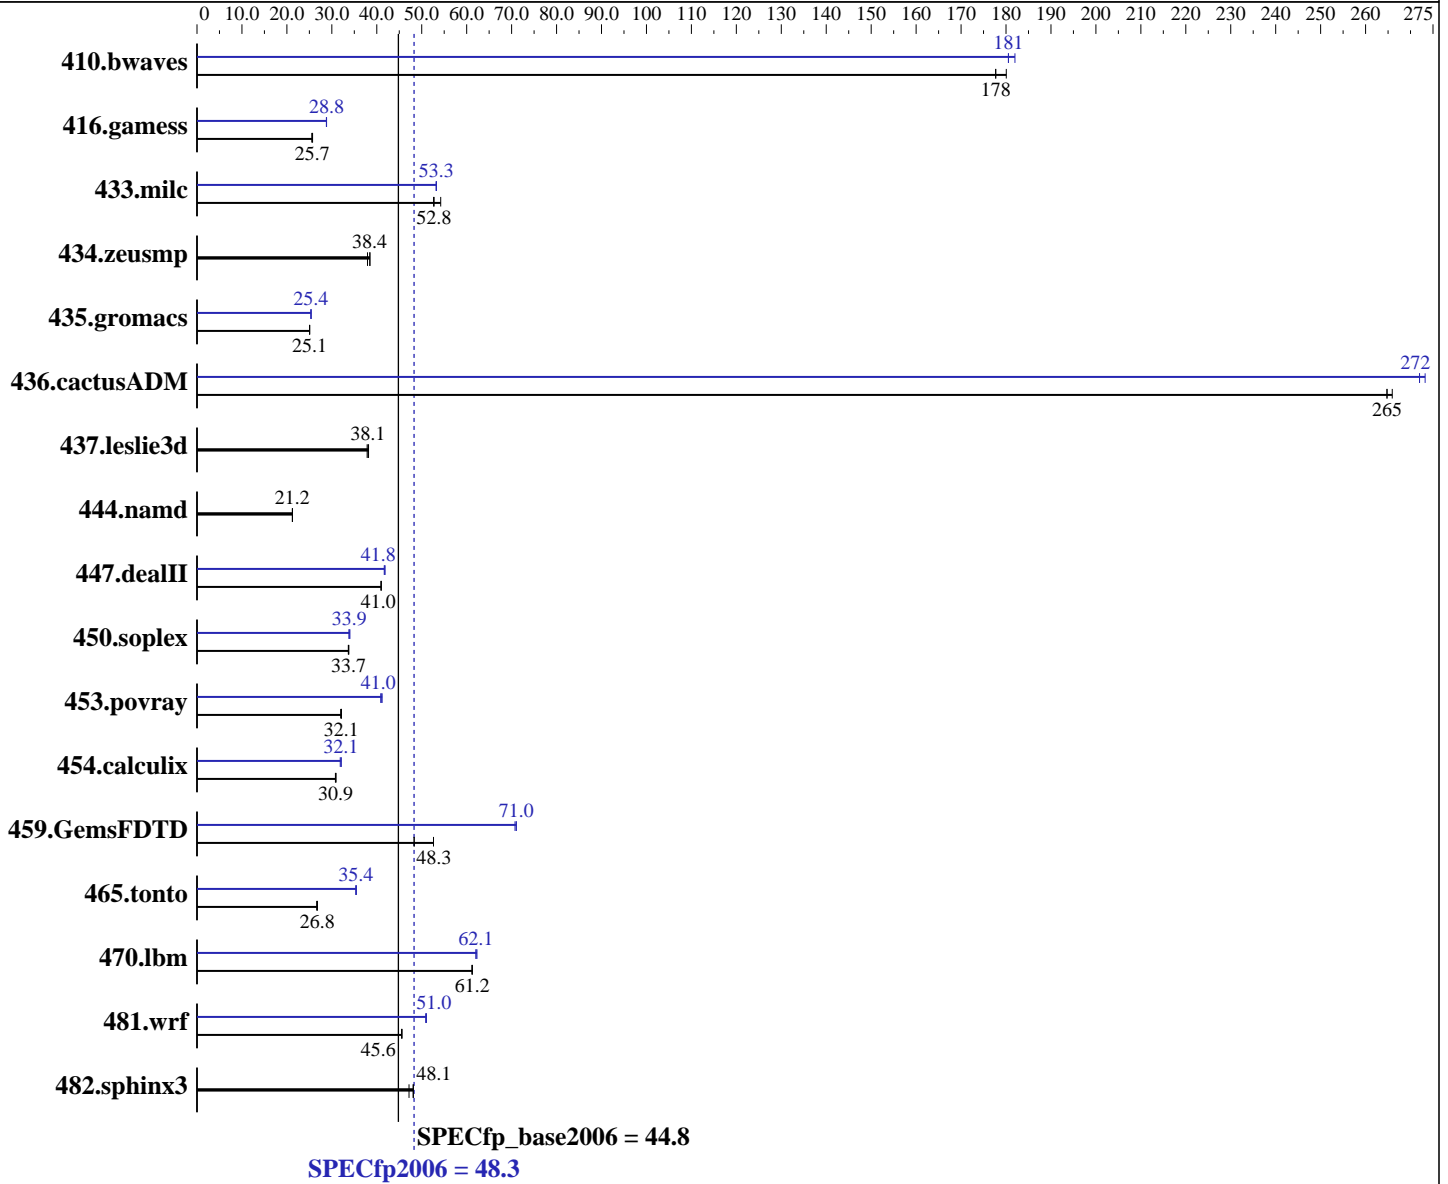 0 10.0 20.0 30.0 40.0 50.0 60.0 70.0 80.0 90.0 100 110 120 130 140 150 160 170 180 190 200 210 220 230 240 250 260 275
181
410.bwaves
178
28.8
416.gamess
25.7
53.3
433.milc
52.8
38.4
434.zeusmp
25.4
435.gromacs
25.1
272
436.cactusADM
265
38.1
437.leslie3d
21.2
444.namd
41.8
447.dealII
41.0
33.9
450.soplex
33.7
41.0
453.povray
32.1
32.1
454.calculix
30.9
71.0
459.GemsFDTD
48.3
35.4
465.tonto
26.8
62.1
470.lbm
61.2
51.0
481.wrf
45.6
48.1
482.sphinx3
SPECfp_base2006 = 44.8
SPECfp2006 = 48.3